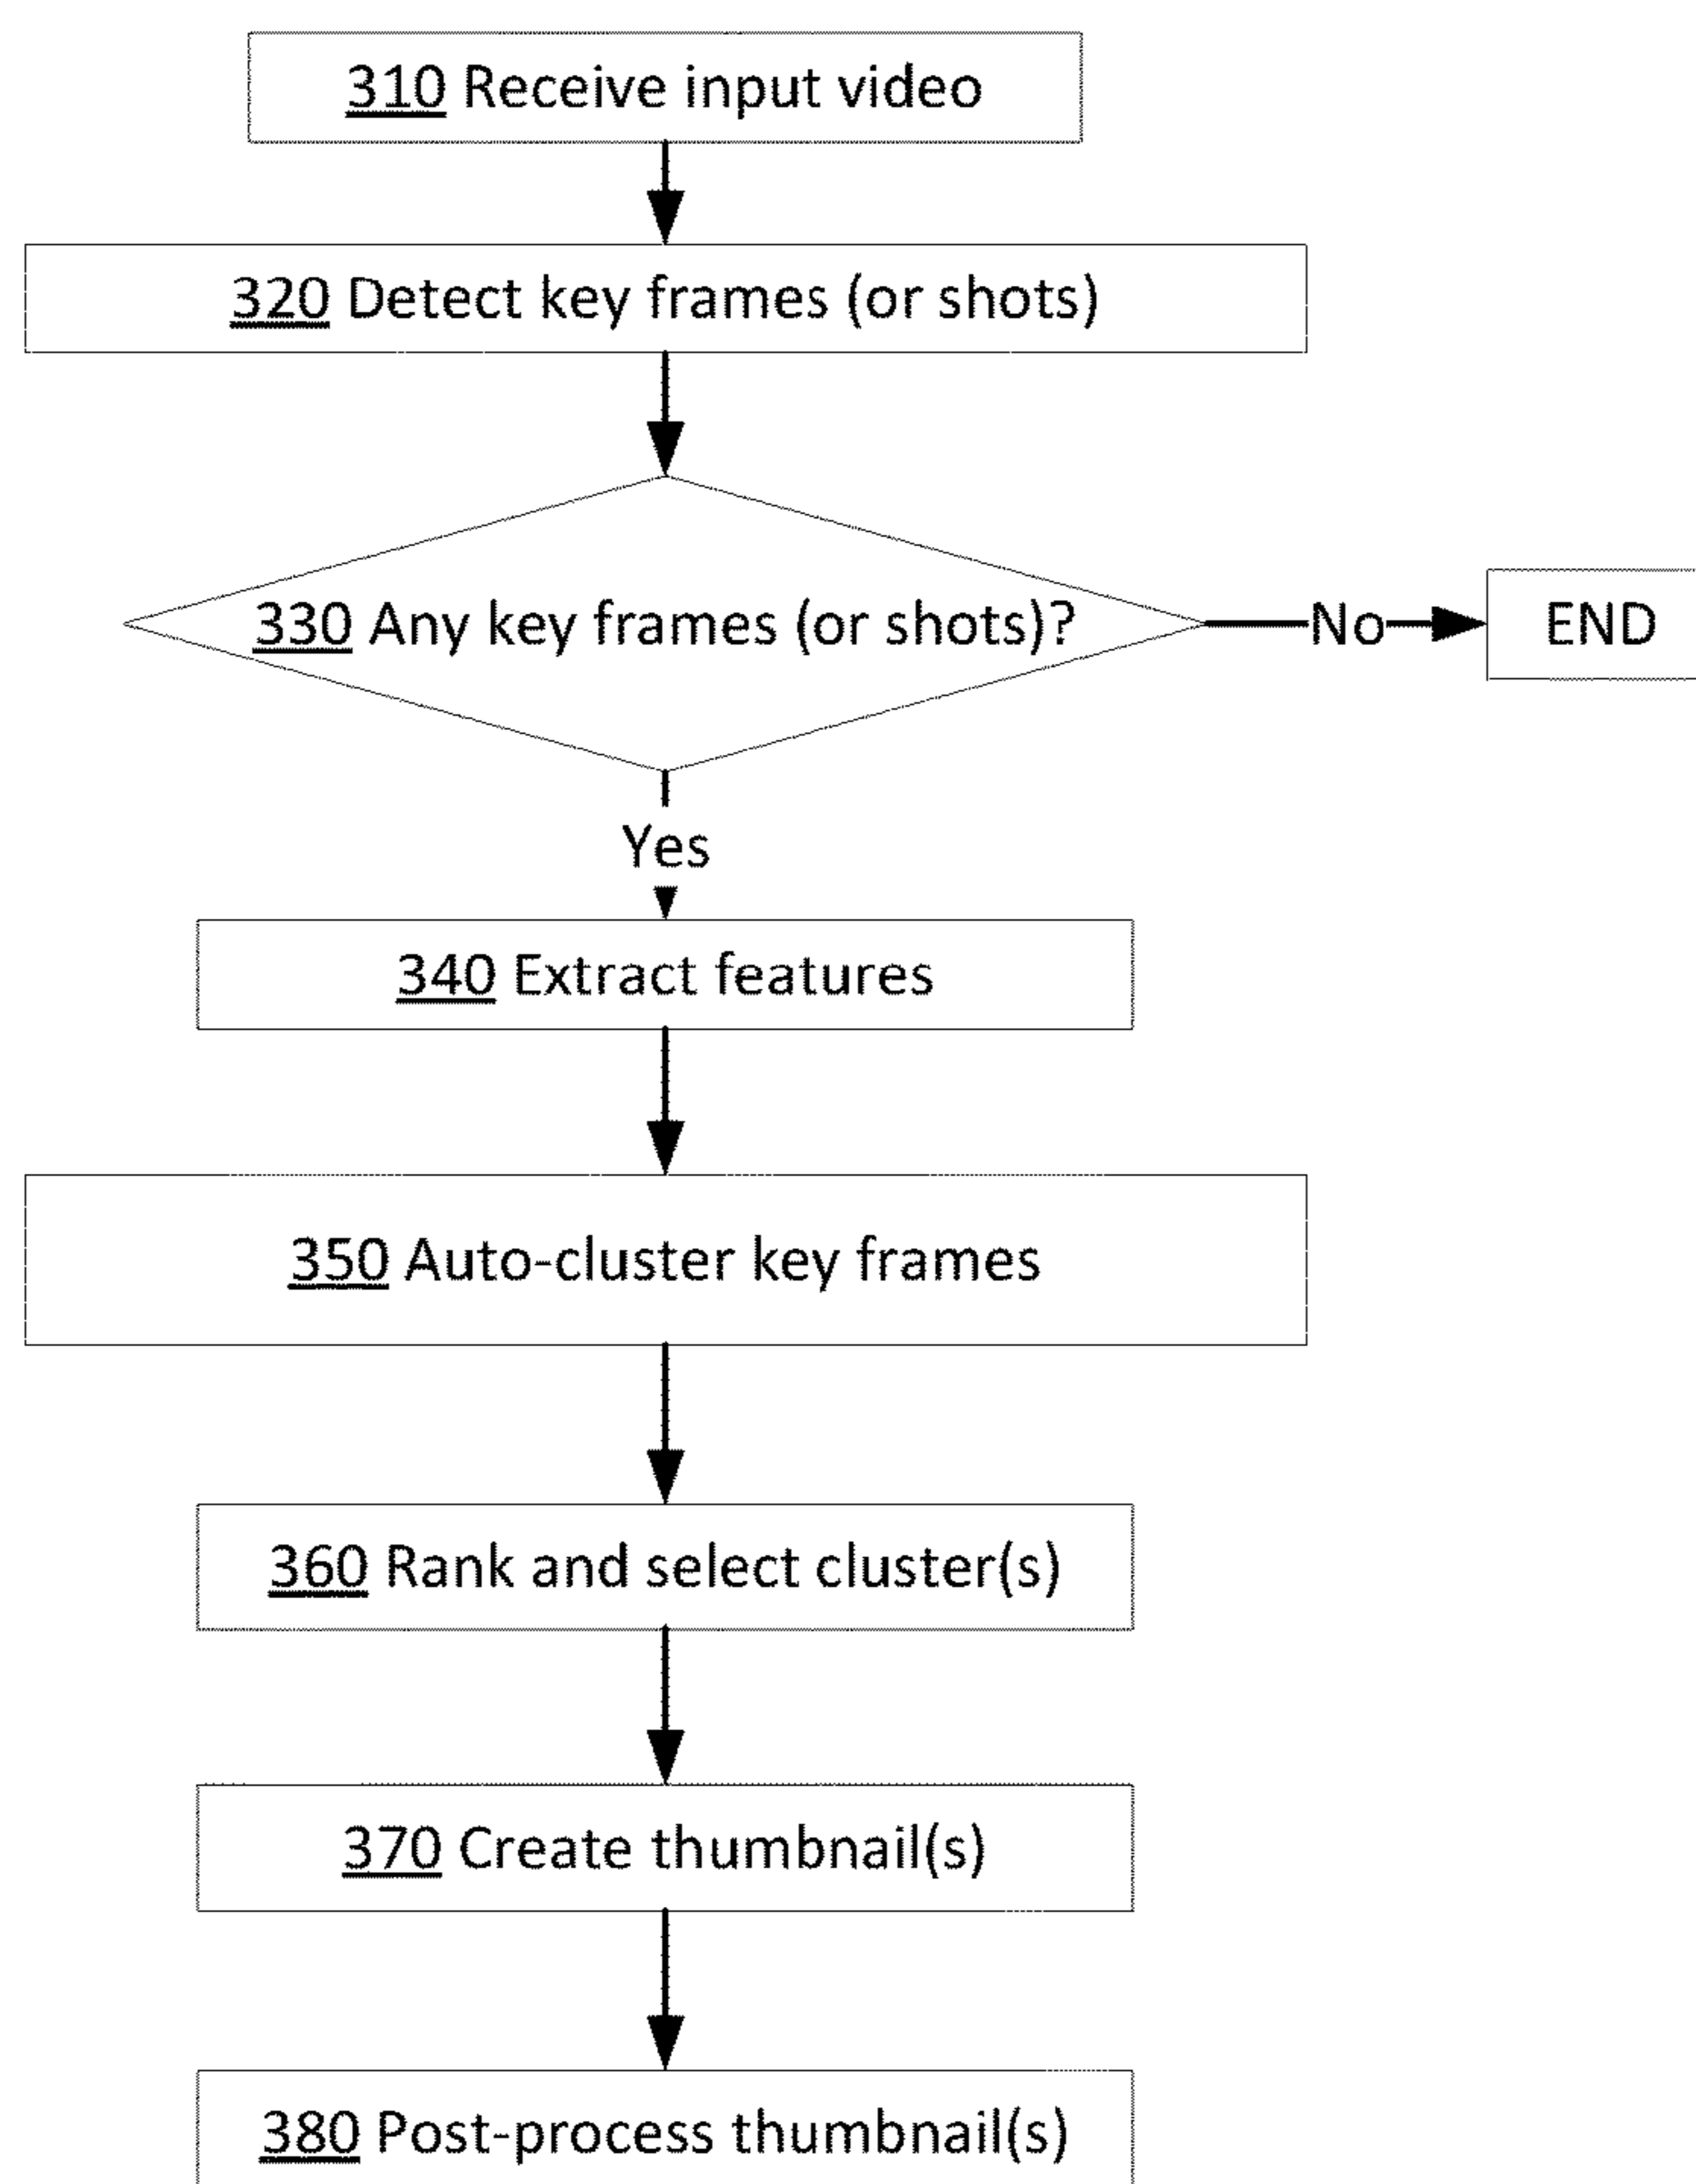 310 Receive input video
320 Detect key frames (or shots)
330 Any key frames (or shots)?
No
END
Yes
340 Extract features
350 Auto-cluster key frames
360 Rank and select cluster(s)
370 Create thumbnail(s)
380 Post-process thumbnail(s)